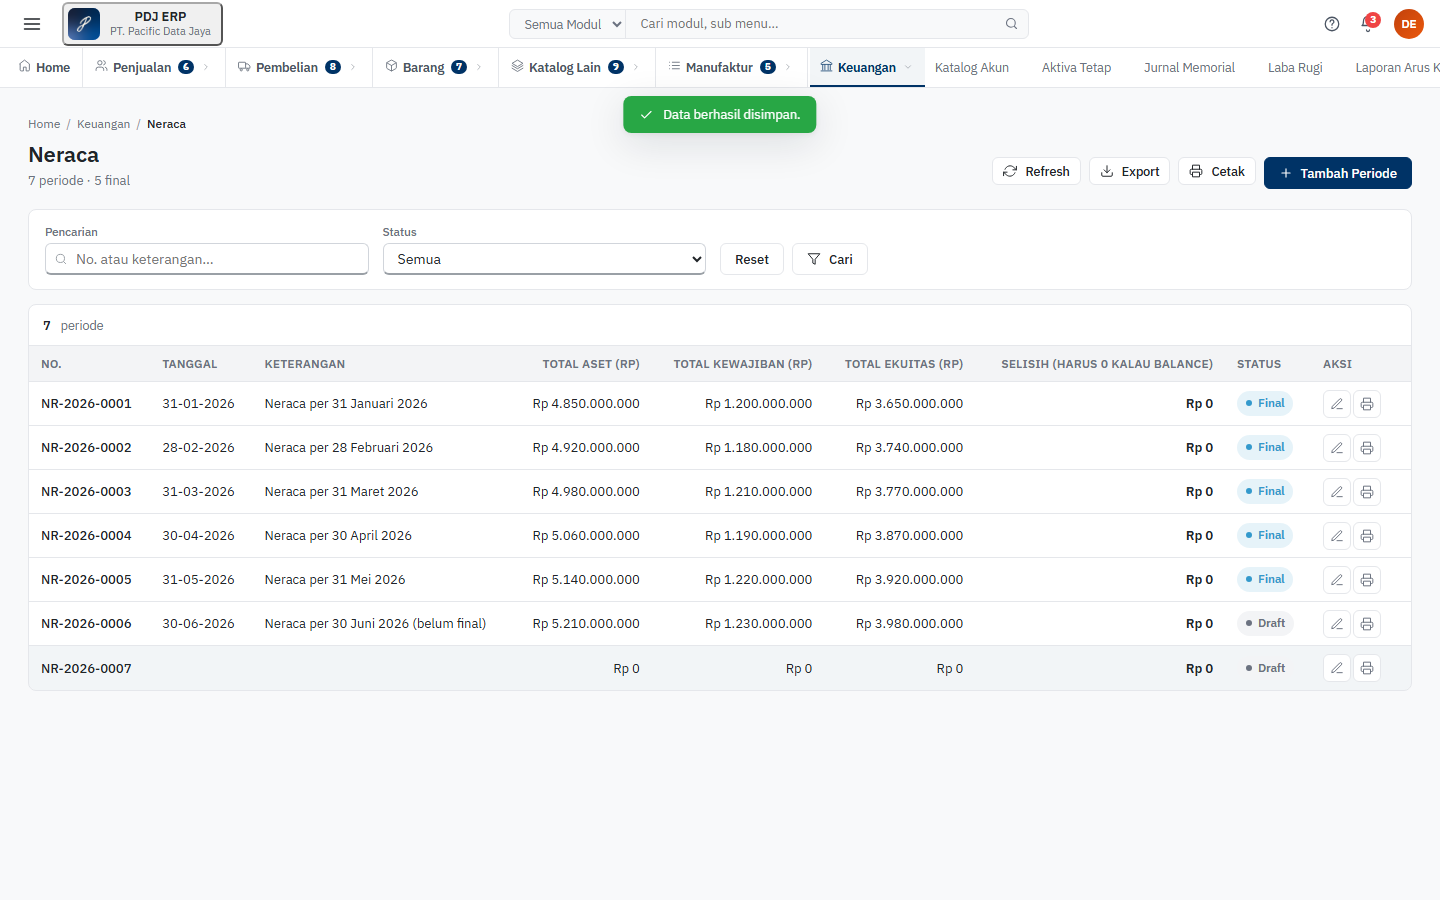 PDJ ERP
PT. Pacific Data Jaya
Semua Modul
Cari modul, sub menu...
3
DE
Home
Penjualan 6
Pembelian 8
Barang 7
Katalog Lain 9
Manufaktur 5
Keuangan
Katalog Akun
Aktiva Tetap
Jurnal Memorial
Laba Rugi
Laporan Arus K
Data berhasil disimpan.
Home / Keuangan / Neraca
Neraca
7 periode · 5 final
Refresh
Export
Cetak
Tambah Periode
Pencarian
Status
No. atau keterangan...
Semua
Reset
Cari
7 periode
NO. TANGGAL KETERANGAN TOTAL ASET (RP) TOTAL KEWAJIBAN (RP) TOTAL EKUITAS (RP) SELISIH (HARUS 0 KALAU BALANCE) STATUS AKSI
NR-2026-0001 31-01-2026 Neraca per 31 Januari 2026 Rp 4.850.000.000 Rp 1.200.000.000 Rp 3.650.000.000 Rp 0 Final
NR-2026-0002 28-02-2026 Neraca per 28 Februari 2026 Rp 4.920.000.000 Rp 1.180.000.000 Rp 3.740.000.000 Rp 0 Final
NR-2026-0003 31-03-2026 Neraca per 31 Maret 2026 Rp 4.980.000.000 Rp 1.210.000.000 Rp 3.770.000.000 Rp 0 Final
NR-2026-0004 30-04-2026 Neraca per 30 April 2026 Rp 5.060.000.000 Rp 1.190.000.000 Rp 3.870.000.000 Rp 0 Final
NR-2026-0005 31-05-2026 Neraca per 31 Mei 2026 Rp 5.140.000.000 Rp 1.220.000.000 Rp 3.920.000.000 Rp 0 Final
NR-2026-0006 30-06-2026 Neraca per 30 Juni 2026 (belum final) Rp 5.210.000.000 Rp 1.230.000.000 Rp 3.980.000.000 Rp 0 Draft
NR-2026-0007 Rp 0 Rp 0 Rp 0 Rp 0 Draft